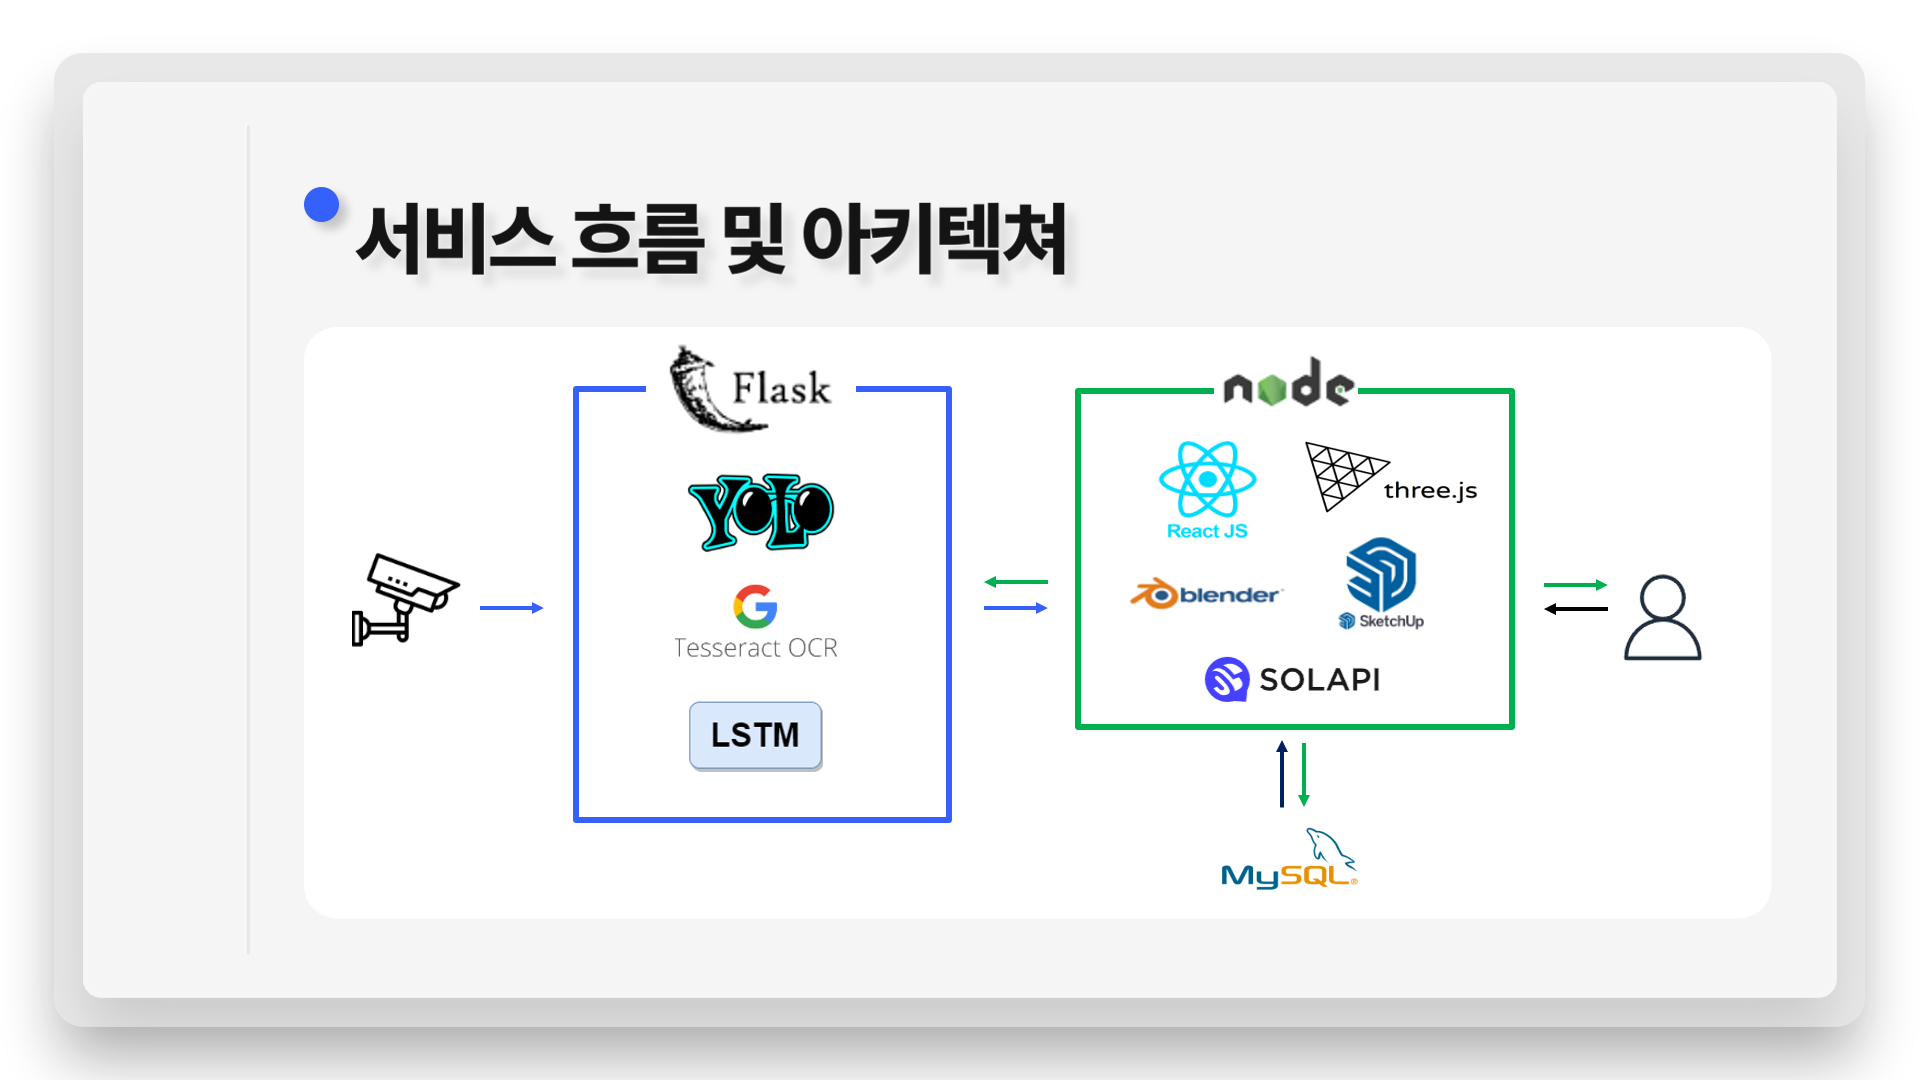 서비스 흐름 및 아키텍쳐
Flask
node
YOLO
React JS
three.js
blender
SketchUp
Tesseract OCR
SOLAPI
LSTM
MySQL®